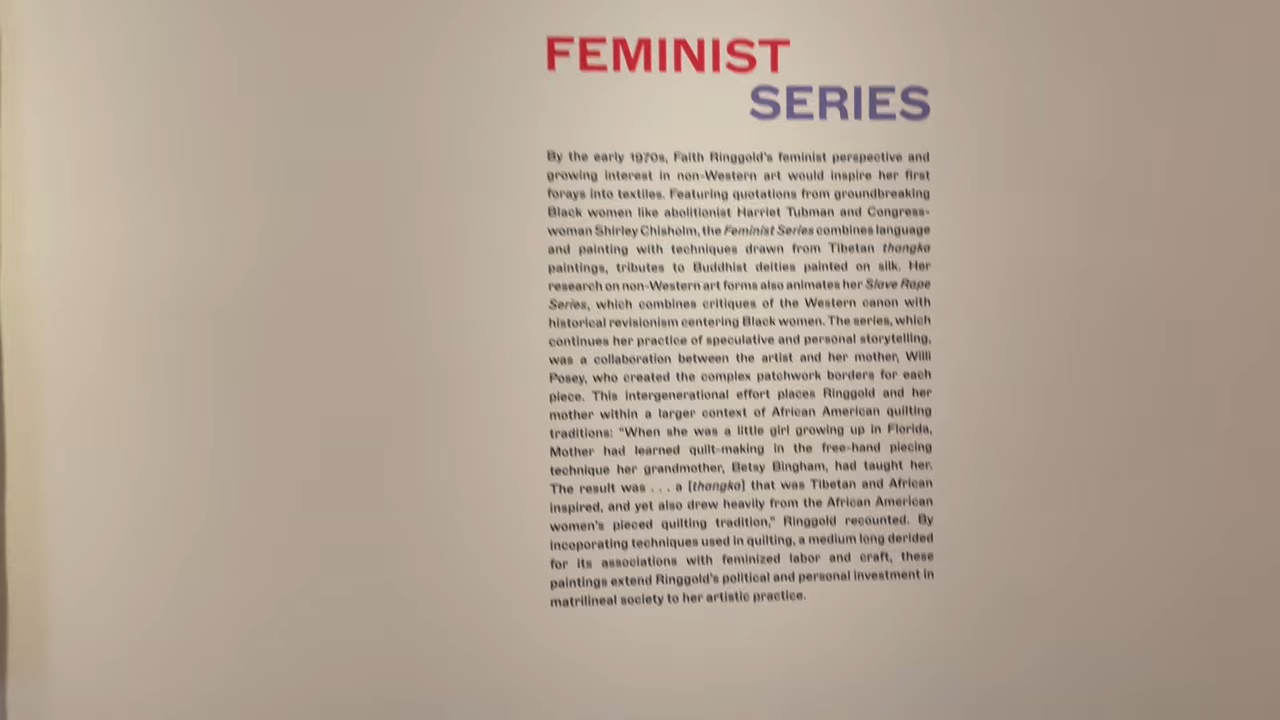 FEMINIST
SERIES
By the early 1970s, Faith Ringgold's feminist perspective and
growing interest in non-Western art would inspire her first
forays into textiles. Featuring quotations from groundbreaking
Black women like abolitionist Harriet Tubman and Congress-
woman Shirley Chisholm, the Feminist Series combines language
and painting with techniques drawn from Tibetan thangka
paintings, tributes to Buddhist deities painted on silk. Her
research on non-Western art forms also animates her Slave Rape
Series, which combines critiques of the Western canon with
historical revisionism centering Black women. The series, which
continues her practice of speculative and personal storytelling,
was a collaboration between the artist and her mother, Willi
Posey, who created the complex patchwork borders for each
piece. This intergenerational effort places Ringgold and her
mother within a larger context of African American quilting
traditions: "When she was a little girl growing up in Florida,
Mother had learned quilt-making in the free-hand piecing
technique her grandmother, Betsy Bingham, had taught her.
The result was . . . a [thangka] that was Tibetan and African
inspired, and yet also drew heavily from the African American
women's pieced quilting tradition," Ringgold recounted. By
incoporating techniques used in quilting, a medium long derided
for its associations with feminized labor and craft, these
paintings extend Ringgold's political and personal investment in
matrilineal society to her artistic practice.